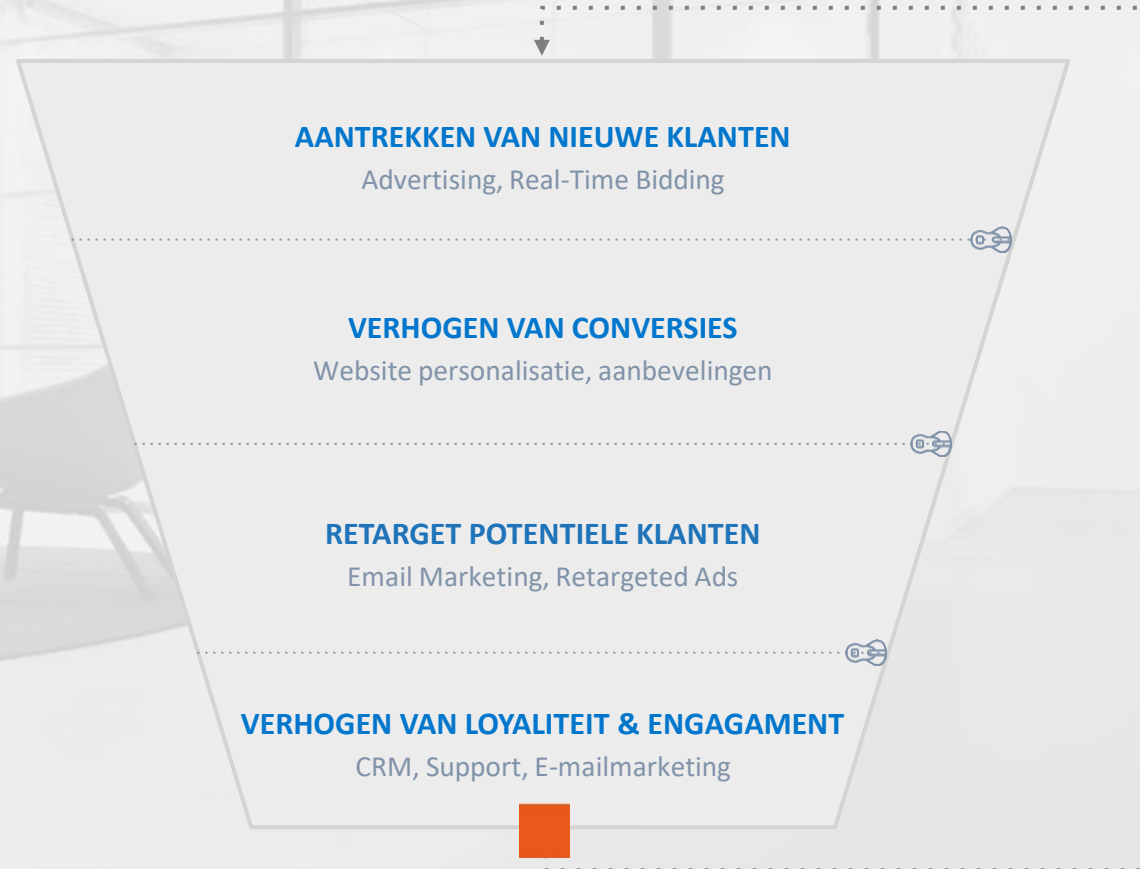 AANTREKKEN VAN NIEUWE KLANTEN
Advertising, Real-Time Bidding
VERHOGEN VAN CONVERSIES
Website personalisatie, aanbevelingen
RETARGET POTENTIELE KLANTEN
Email Marketing, Retargeted Ads
VERHOGEN VAN LOYALITEIT & ENGAGAMENT
CRM, Support, E-mailmarketing